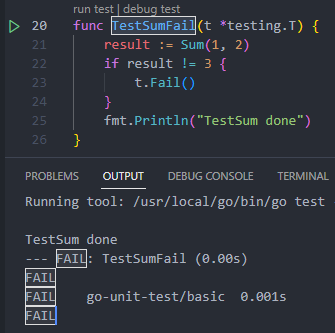 run test | debug test
20 func TestSumFail(t *testing.T) {
21 result := Sum(1, 2)
22 if result != 3 {
23 t.Fail()
24 }
25 fmt.Println("TestSum done")
26 }
PROBLEMS OUTPUT DEBUG CONSOLE TERMINAL
Running tool: /usr/local/go/bin/go test
TestSum done
--- FAIL: TestSumFail (0.00s)
FAIL
FAIL go-unit-test/basic 0.001s
FAIL